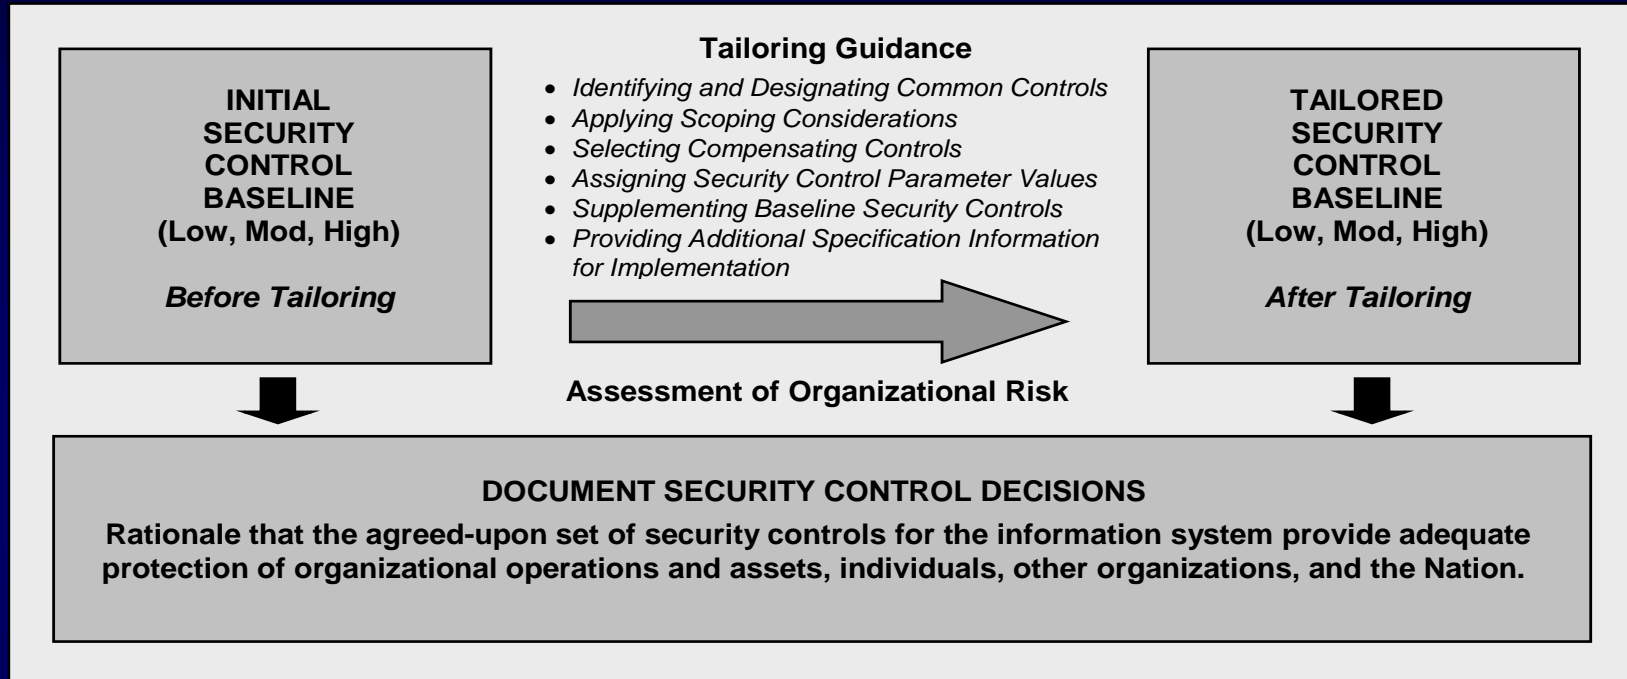 INITIAL
SECURITY
CONTROL
BASELINE
(Low, Mod, High)
Before Tailoring
Tailoring Guidance
• Identifying and Designating Common Controls
• Applying Scoping Considerations
• Selecting Compensating Controls
• Assigning Security Control Parameter Values
• Supplementing Baseline Security Controls
• Providing Additional Specification Information
for Implementation
Assessment of Organizational Risk
TAILORED
SECURITY
CONTROL
BASELINE
(Low, Mod, High)
After Tailoring
DOCUMENT SECURITY CONTROL DECISIONS
Rationale that the agreed-upon set of security controls for the information system provide adequate
protection of organizational operations and assets, individuals, other organizations, and the Nation.